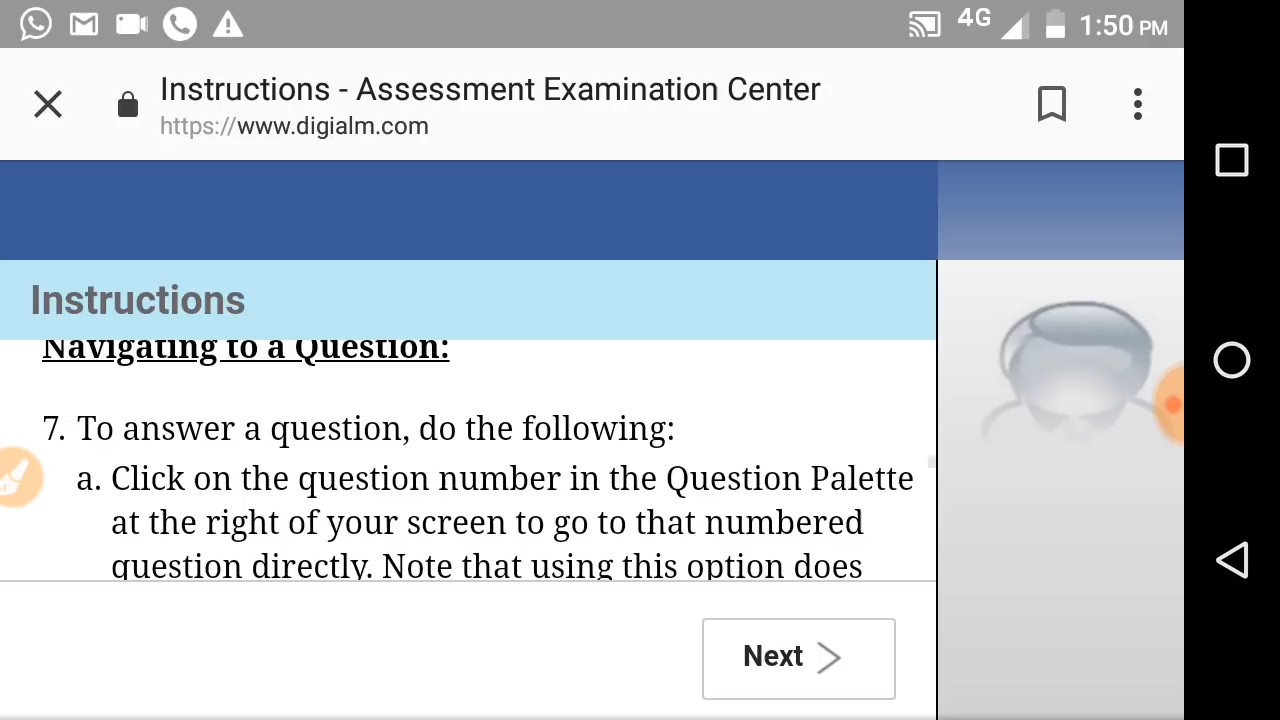 4G 1:50 PM
Instructions - Assessment Examination Center
https://www.digialm.com
Instructions
Navigating to a Question:
7. To answer a question, do the following:
a. Click on the question number in the Question Palette
at the right of your screen to go to that numbered
question directly. Note that using this option does
Next